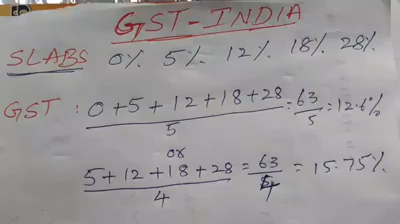 GST-INDIA
SLABS 0% 5% 12% 18% 28%
GST: 0+5+12+18+28/5 = 63/5 = 12.6%
or
5+12+18+28/4 = 63/4 = 15.75%